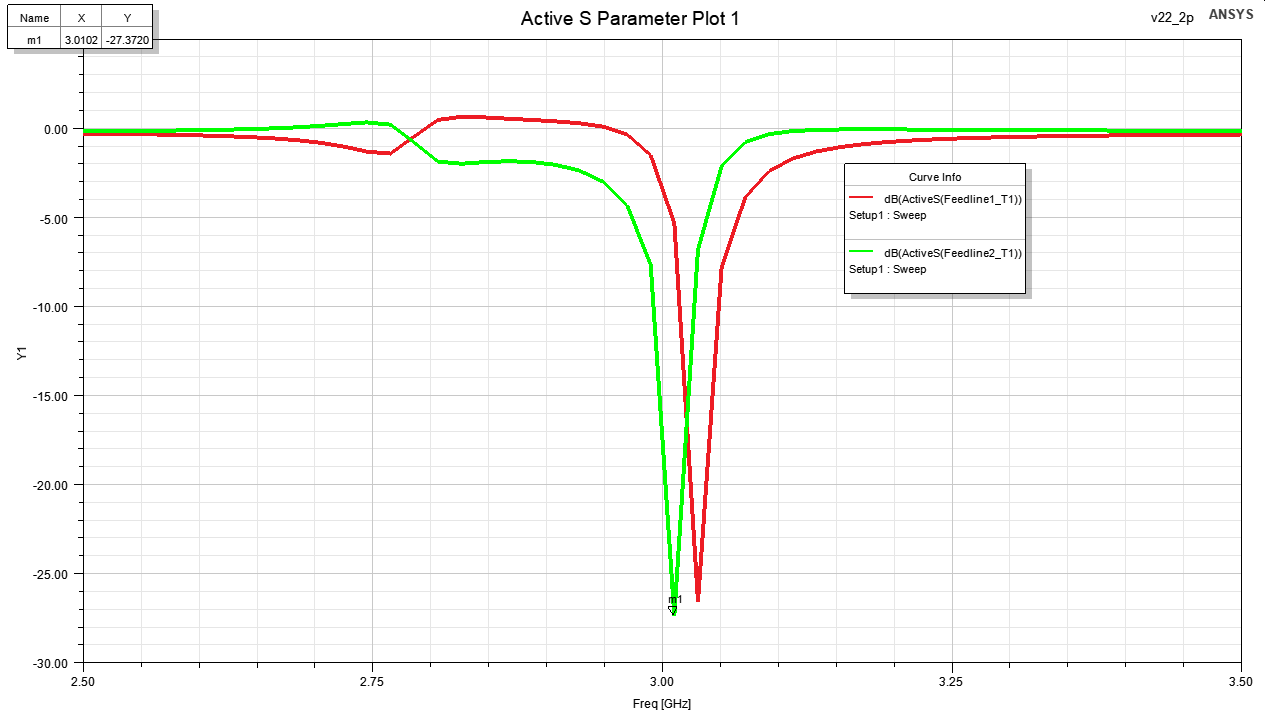 Active S Parameter Plot 1
v22_2p
ANSYS
Name X Y
m1 3.0102 -27.3720
0.00
-5.00
-10.00
-15.00
-20.00
-25.00
-30.00
Y1
Curve Info
dB(ActiveS(Feedline1_T1))
Setup1 : Sweep
dB(ActiveS(Feedline2_T1))
Setup1 : Sweep
m1
2.50 2.75 3.00 3.25 3.50
Freq [GHz]